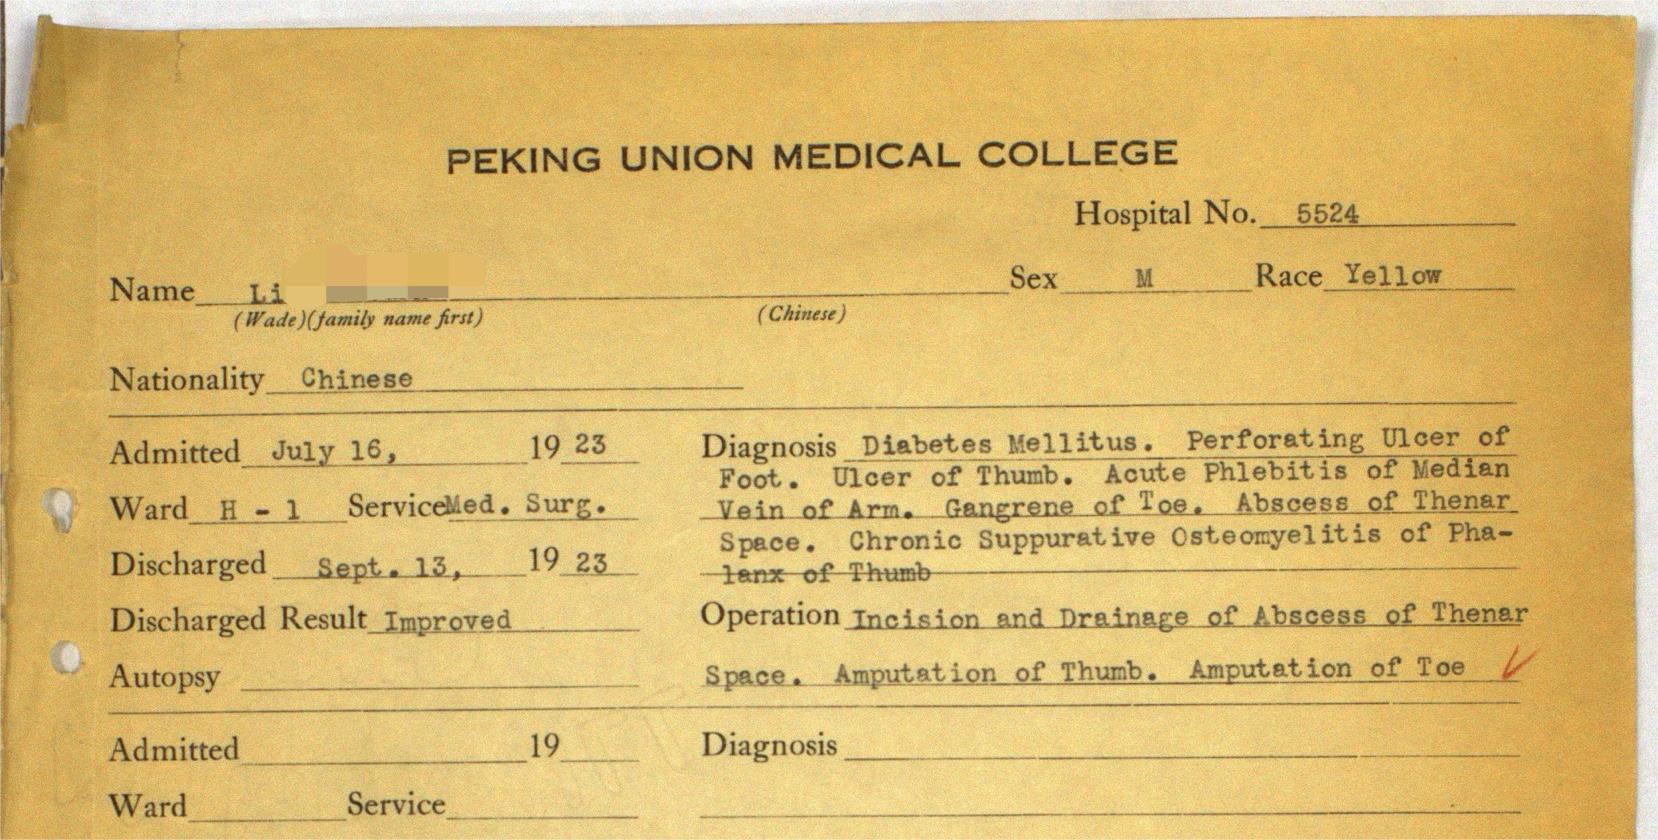 PEKING UNION MEDICAL COLLEGE
Hospital No. 5524
Name Li Sex M Race Yellow
(Wade)(family name first) (Chinese)
Nationality Chinese
Admitted July 16, 19 23 Diagnosis Diabetes Mellitus. Perforating Ulcer of
Foot. Ulcer of Thumb. Acute Phlebitis of Median
Ward H - 1 Service Med. Surg. Vein of Arm. Gangrene of Toe. Abscess of Thenar
Space. Chronic Suppurative Osteomyelitis of Pha-
Discharged Sept. 13, 19 23 lanx of Thumb
Discharged Result Improved Operation Incision and Drainage of Abscess of Thenar
Autopsy Space. Amputation of Thumb. Amputation of Toe
Admitted 19 Diagnosis
Ward Service